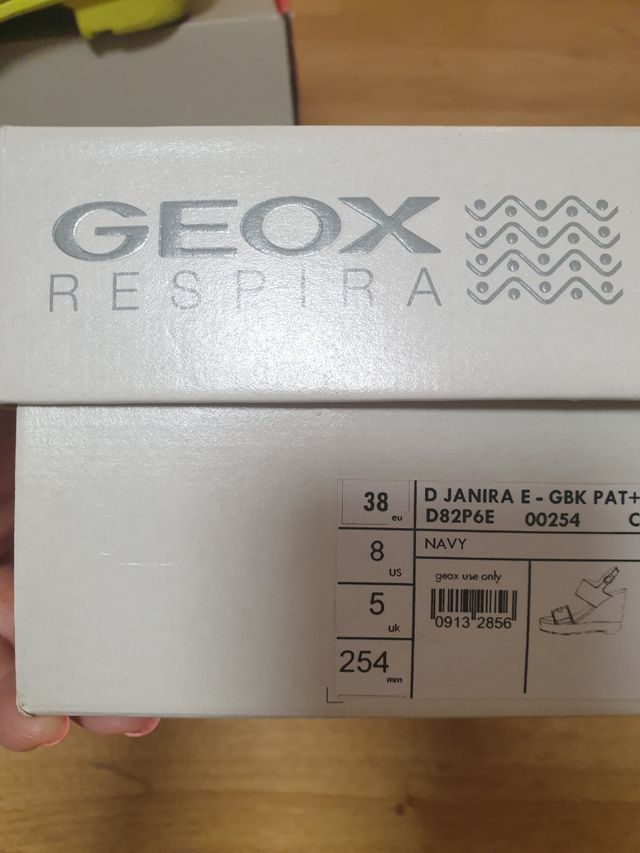 GEOX
RESPIRA
38 eu
D JANIRA E - GBK PAT+
D82P6E 00254 C
8 US
NAVY
5 uk
geox use only
0913 2856
254 mm